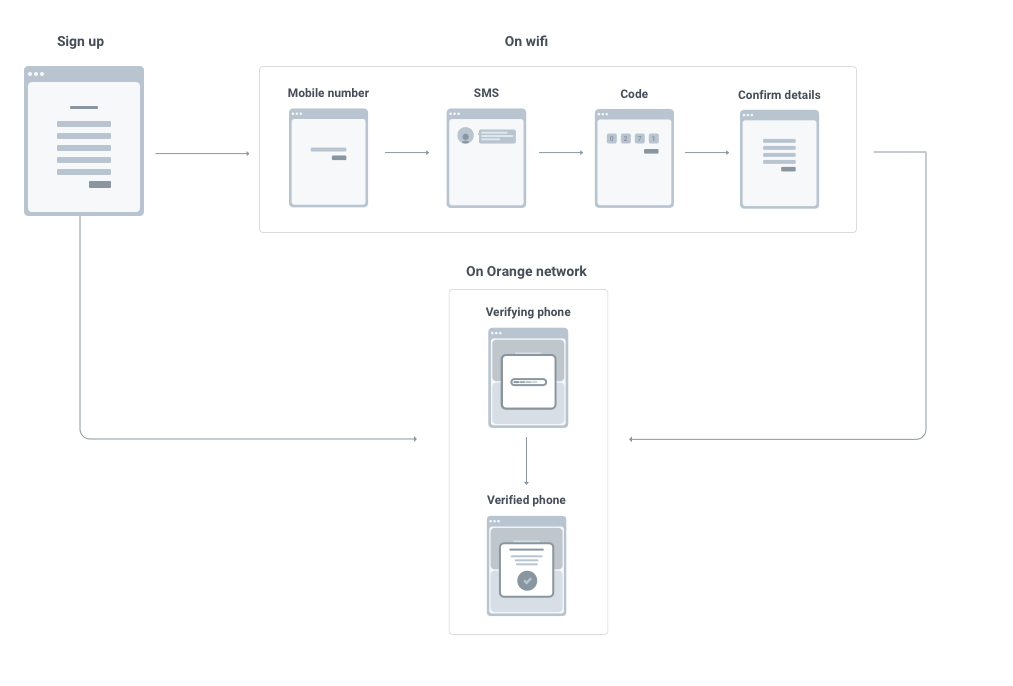 Sign up
On wifi
Mobile number
SMS
Code
Confirm details
0 2 7 1
On Orange network
Verifying phone
Verified phone